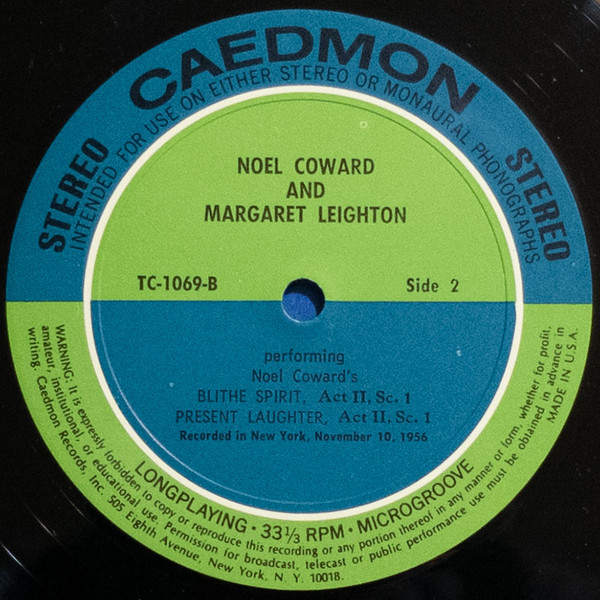 CAEDMON
INTENDED FOR USE ON EITHER STEREO OR MONAURAL PHONOGRAPHS
STEREO
STEREO
NOEL COWARD
AND
MARGARET LEIGHTON
TC-1069-B
Side 2
performing
Noel Coward's
BLITHE SPIRIT, Act II, Sc. 1
PRESENT LAUGHTER, Act II, Sc. 1
Recorded in New York, November 10, 1956
LONGPLAYING · 33 1/3 RPM · MICROGROOVE
WARNING: It is expressly forbidden to copy or reproduce this recording or any portion thereof in any manner or form, whether for profit,
amateur, institutional, or educational use. Permission for broadcast, telecast or public performance use must be obtained in advance in
writing. Caedmon Records, Inc. 505 Eighth Avenue, New York, N. Y. 10018.
MADE IN U.S.A.